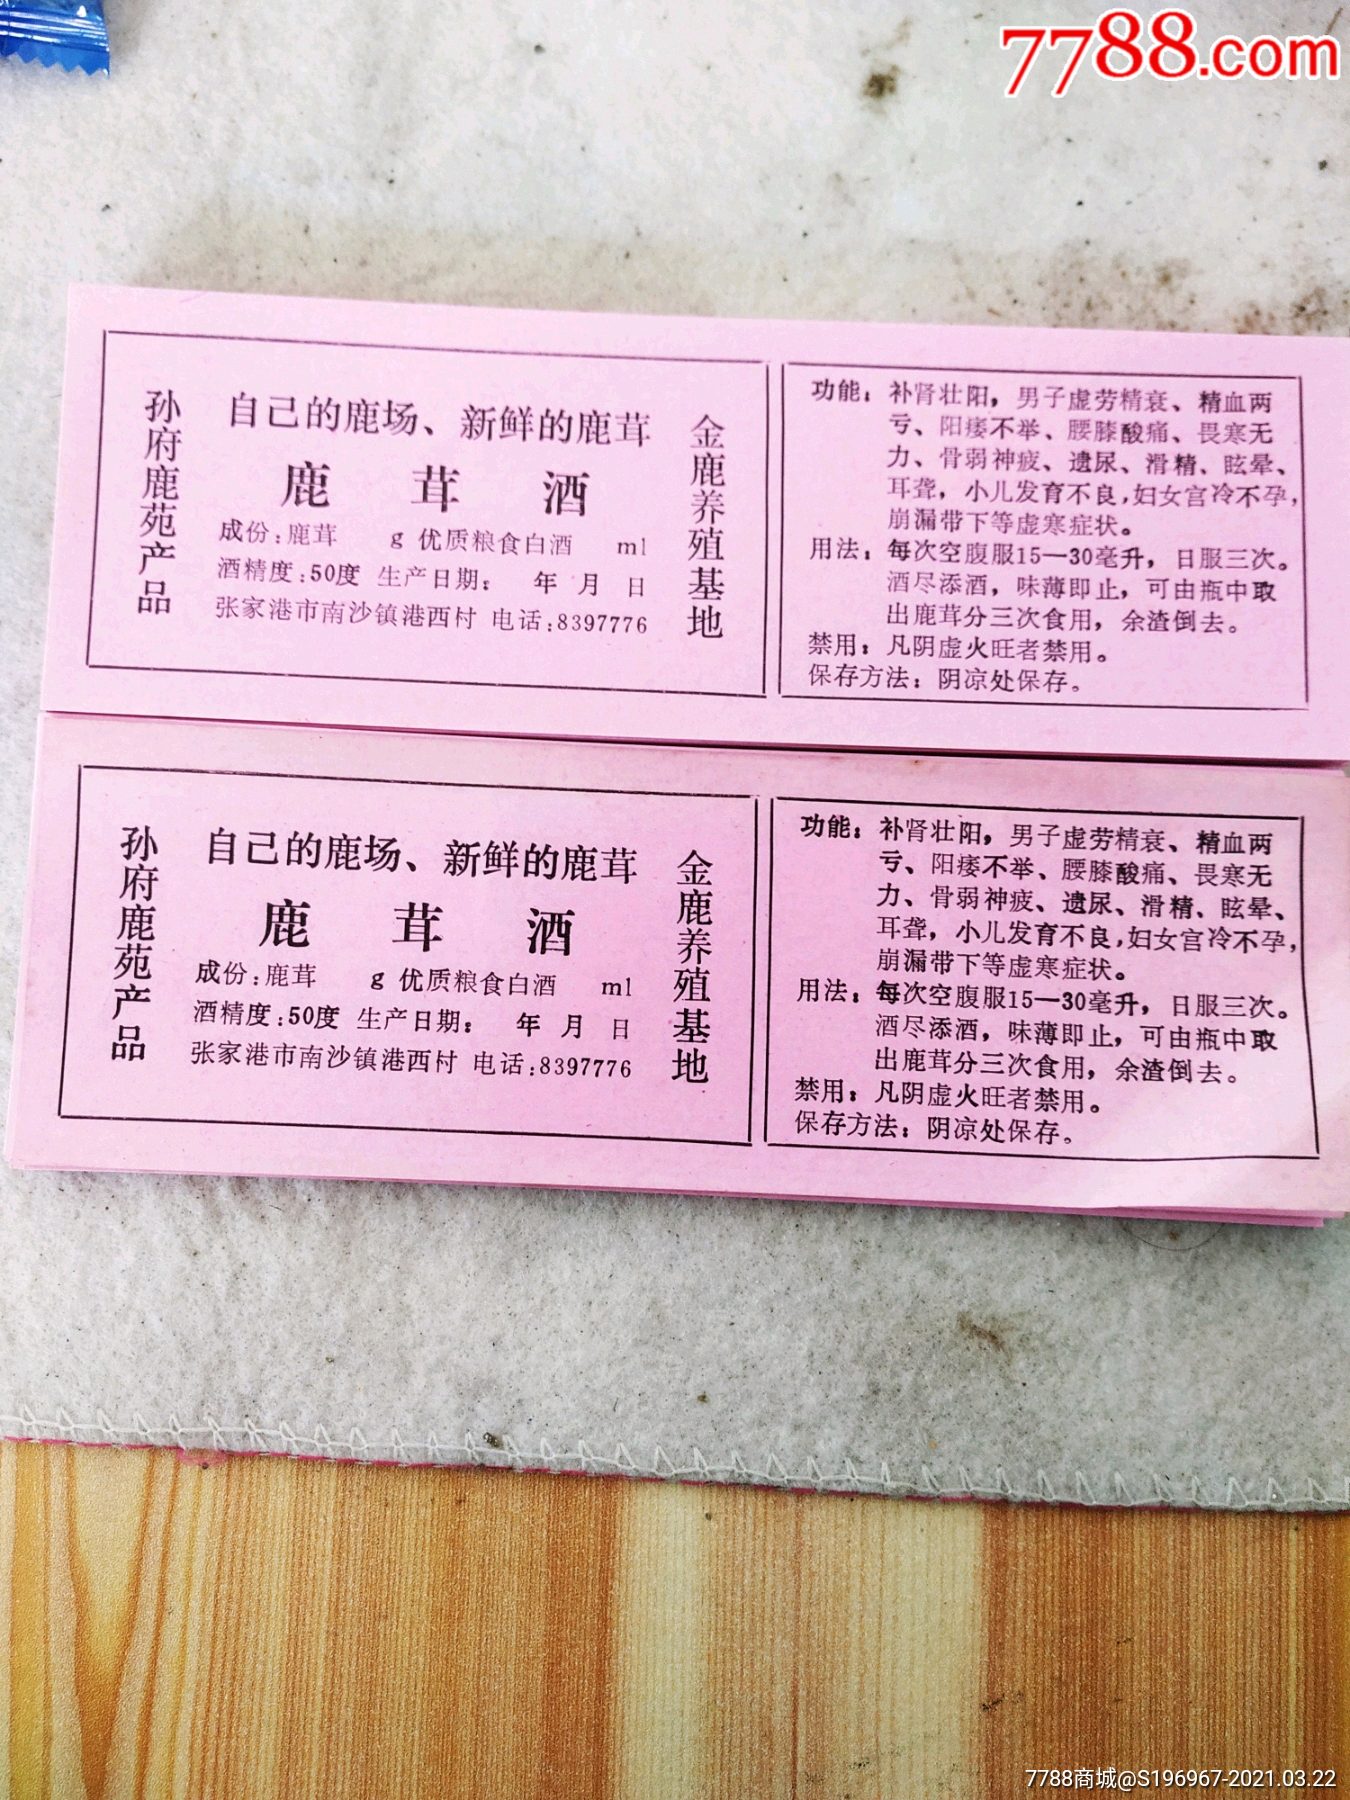 7788.com
孙府鹿苑产品
自己的鹿场、新鲜的鹿茸
鹿 茸 酒
成份:鹿茸 g 优质粮食白酒 ml
酒精度:50度 生产日期: 年 月 日
张家港市南沙镇港西村 电话:8397776
金鹿养殖基地
功能:补肾壮阳,男子虚劳精衰、精血两
亏、阳痿不举、腰膝酸痛、畏寒无
力、骨弱神疲、遗尿、滑精、眩晕、
耳聋,小儿发育不良,妇女宫冷不孕,
崩漏带下等虚寒症状。
用法:每次空腹服15—30毫升,日服三次。
酒尽添酒,味薄即止,可由瓶中取
出鹿茸分三次食用,余渣倒去。
禁用:凡阴虚火旺者禁用。
保存方法:阴凉处保存。
孙府鹿苑产品
自己的鹿场、新鲜的鹿茸
鹿 茸 酒
成份:鹿茸 g 优质粮食白酒 ml
酒精度:50度 生产日期: 年 月 日
张家港市南沙镇港西村 电话:8397776
金鹿养殖基地
功能:补肾壮阳,男子虚劳精衰、精血两
亏、阳痿不举、腰膝酸痛、畏寒无
力、骨弱神疲、遗尿、滑精、眩晕、
耳聋,小儿发育不良,妇女宫冷不孕,
崩漏带下等虚寒症状。
用法:每次空腹服15—30毫升,日服三次。
酒尽添酒,味薄即止,可由瓶中取
出鹿茸分三次食用,余渣倒去。
禁用:凡阴虚火旺者禁用。
保存方法:阴凉处保存。
7788商城@S196967-2021.03.22